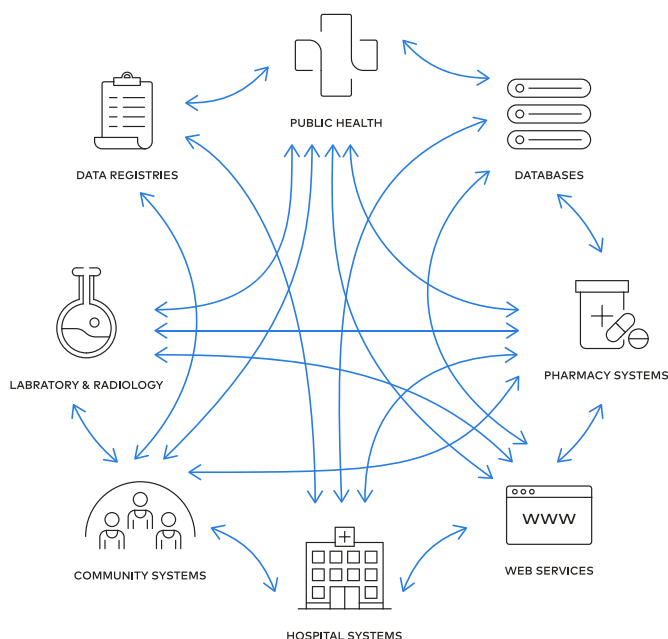 PUBLIC HEALTH
DATA REGISTRIES
DATABASES
LABRATORY & RADIOLOGY
PHARMACY SYSTEMS
WWW
COMMUNITY SYSTEMS
WEB SERVICES
HOSPITAL SYSTEMS